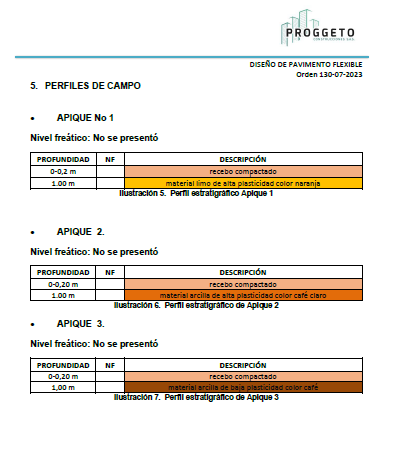 PROGGETO
CONSTRUCCIONES S.A.S.
DISEÑO DE PAVIMENTO FLEXIBLE
Orden 130-07-2023
5. PERFILES DE CAMPO
• APIQUE No 1
Nivel freático: No se presentó
PROFUNDIDAD NF DESCRIPCIÓN
0-0,2 m recebo compactado
1.00 m material limo de alta plasticidad color naranja
Ilustración 5. Perfil estratigráfico Apique 1
• APIQUE 2.
Nivel freático: No se presentó
PROFUNDIDAD NF DESCRIPCIÓN
0-0,20 m recebo compactado
1.00 m material arcilla de alta plasticidad color café claro
Ilustración 6. Perfil estratigráfico de Apique 2
• APIQUE 3.
Nivel freático: No se presentó
PROFUNDIDAD NF DESCRIPCIÓN
0-0,20 m recebo compactado
1,00 m material arcilla de baja plasticidad color café
Ilustración 7. Perfil estratigráfico de Apique 3